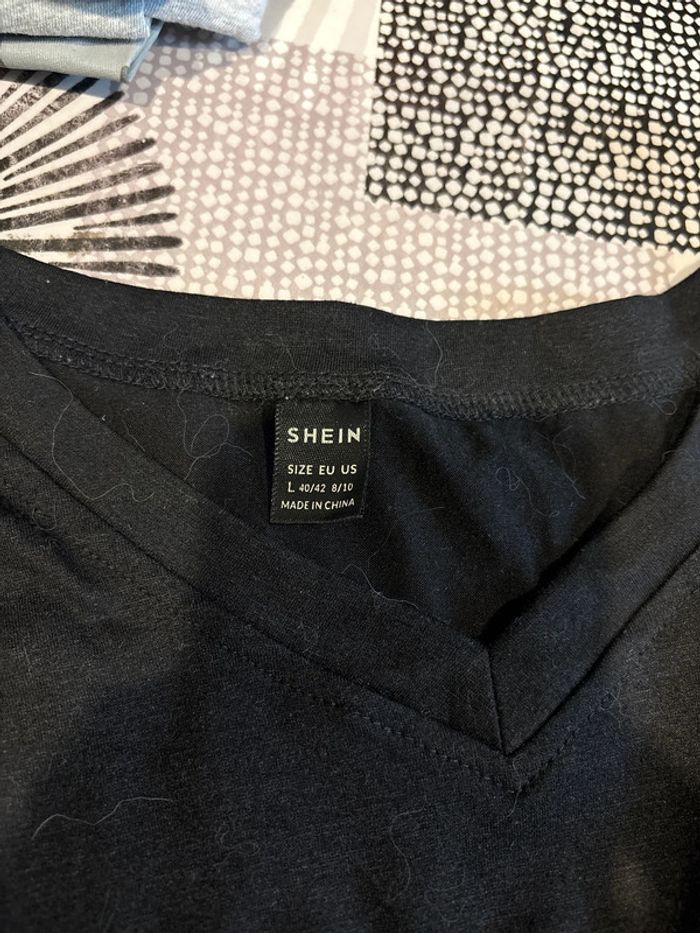 SHEIN
SIZE EU US
L 40/42 8/10
MADE IN CHINA